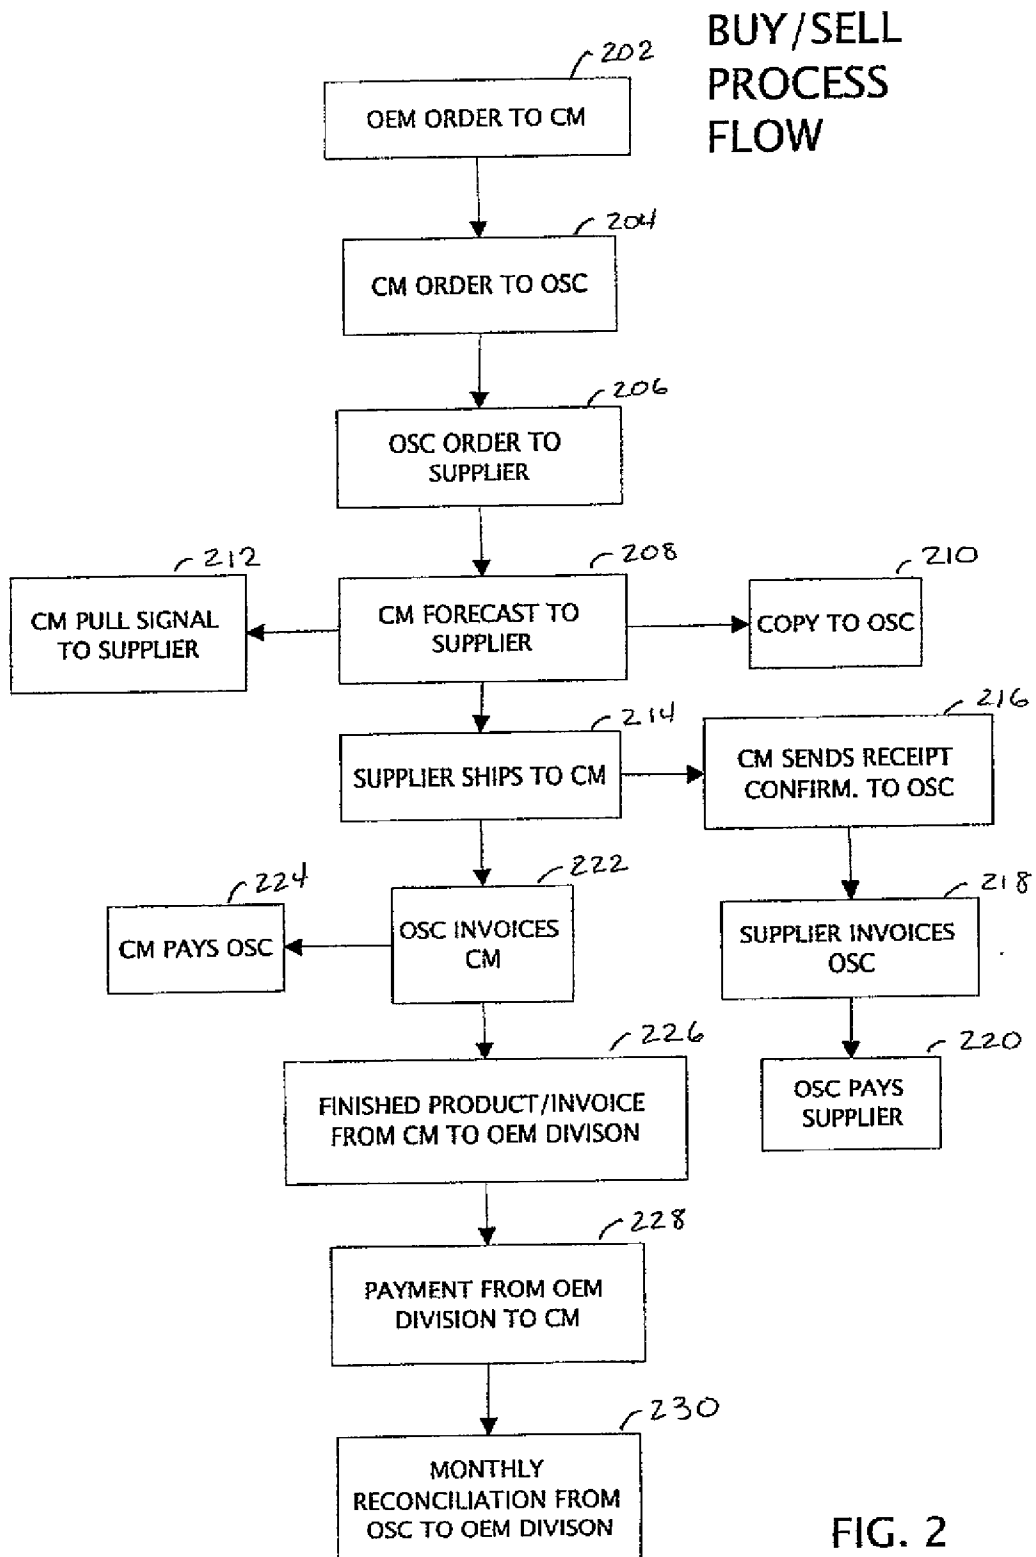 BUY/SELL
PROCESS
FLOW
202
OEM ORDER TO CM
204
CM ORDER TO OSC
206
OSC ORDER TO
SUPPLIER
212
CM PULL SIGNAL
TO SUPPLIER
208
CM FORECAST TO
SUPPLIER
210
COPY TO OSC
214
SUPPLIER SHIPS TO CM
216
CM SENDS RECEIPT
CONFIRM. TO OSC
224
CM PAYS OSC
222
OSC INVOICES
CM
218
SUPPLIER INVOICES
OSC
226
FINISHED PRODUCT/INVOICE
FROM CM TO OEM DIVISON
220
OSC PAYS
SUPPLIER
228
PAYMENT FROM OEM
DIVISION TO CM
230
MONTHLY
RECONCILIATION FROM
OSC TO OEM DIVISON
FIG. 2